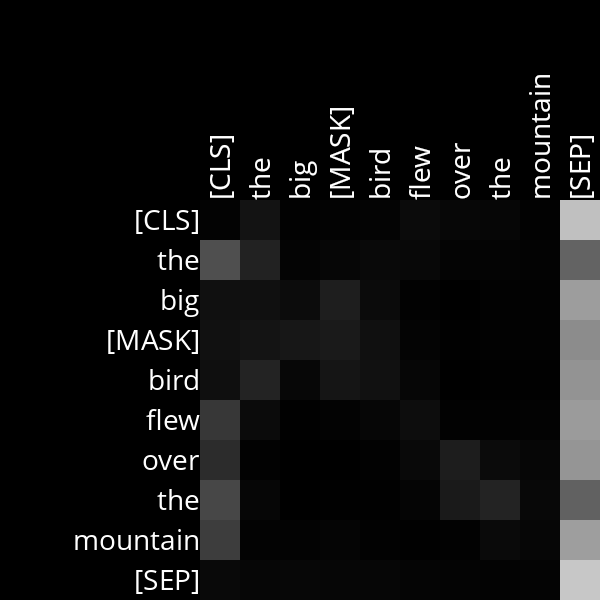 [CLS]
the
big
[MASK]
bird
flew
over
the
mountain
[SEP]
[CLS]
the
big
[MASK]
bird
flew
over
the
mountain
[SEP]